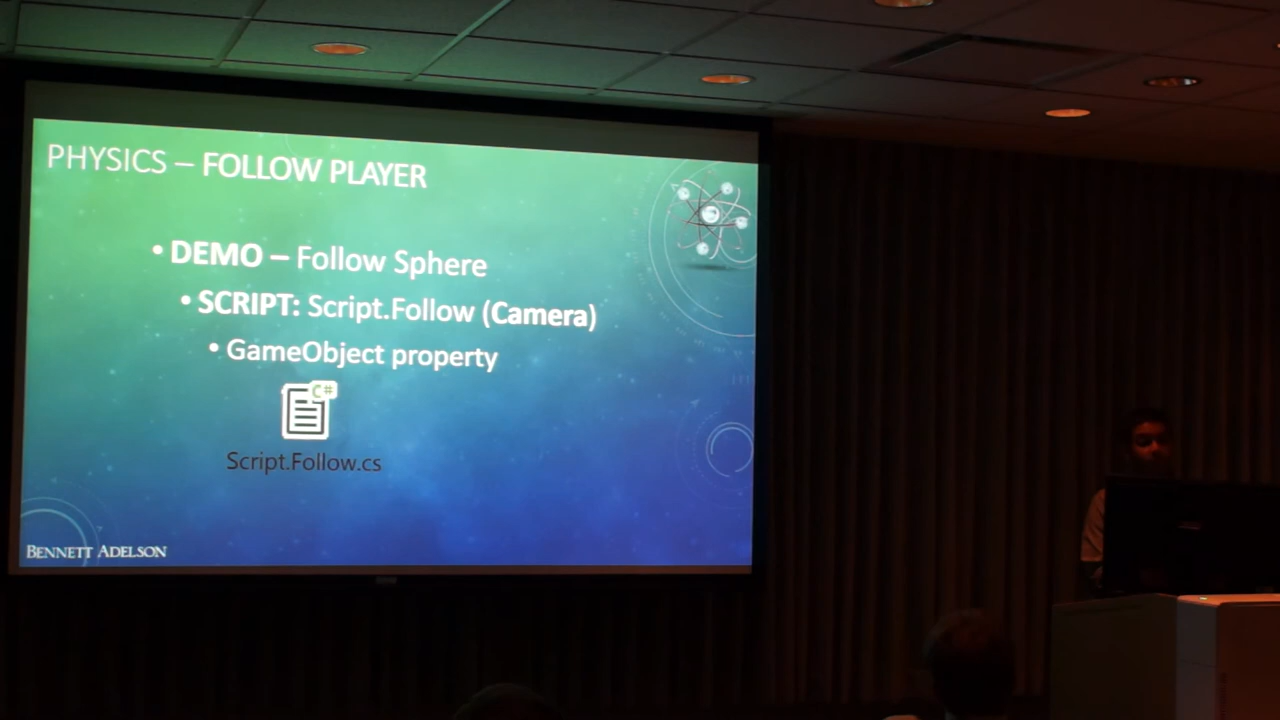 PHYSICS – FOLLOW PLAYER
• DEMO – Follow Sphere
• SCRIPT: Script.Follow (Camera)
• GameObject property
C#
Script.Follow.cs
BENNETT ADELSON